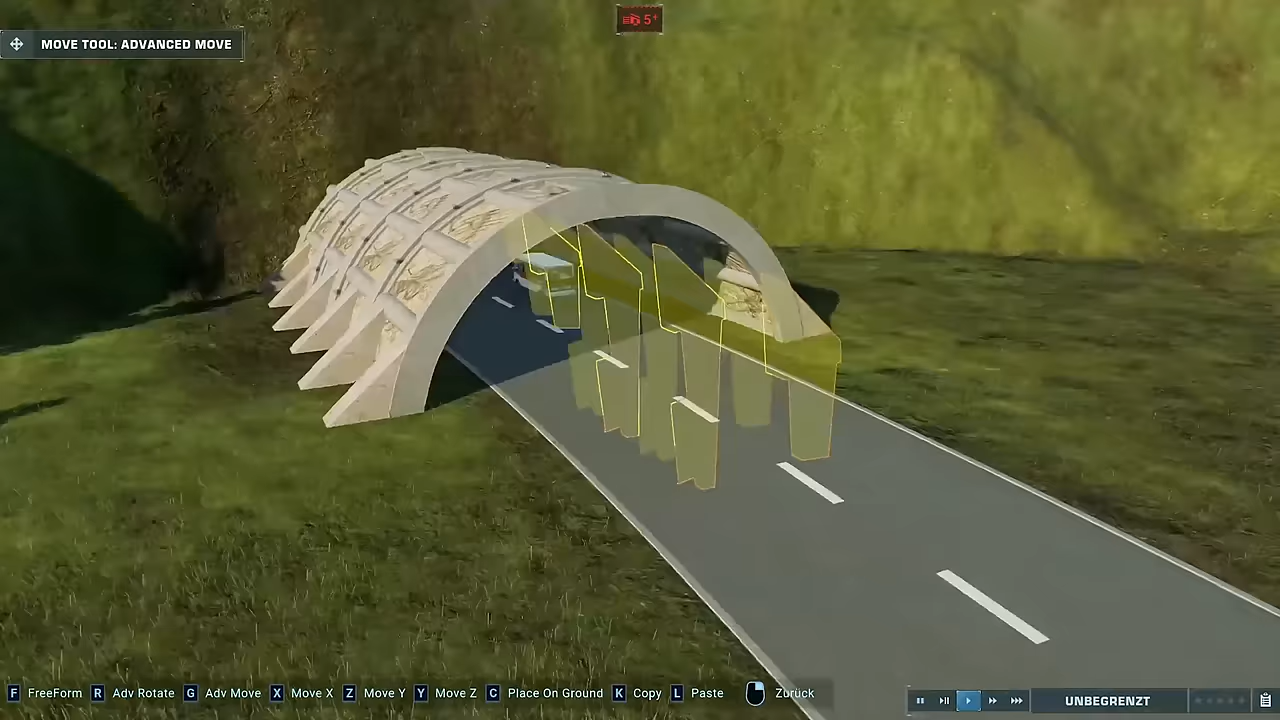 5+
MOVE TOOL: ADVANCED MOVE
F FreeForm R Adv Rotate G Adv Move X Move X Z Move Y Y Move Z C Place On Ground K Copy L Paste Zurück
UNBEGRENZT